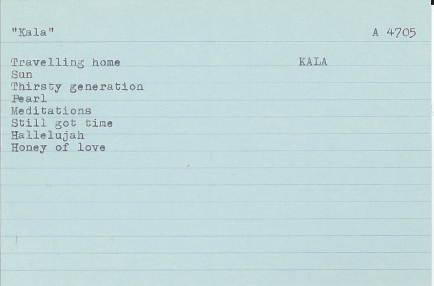 "Kala" A 4705
Travelling home KALA
Sun
Thirsty generation
Pearl
Meditations
Still got time
Hallelujah
Honey of love